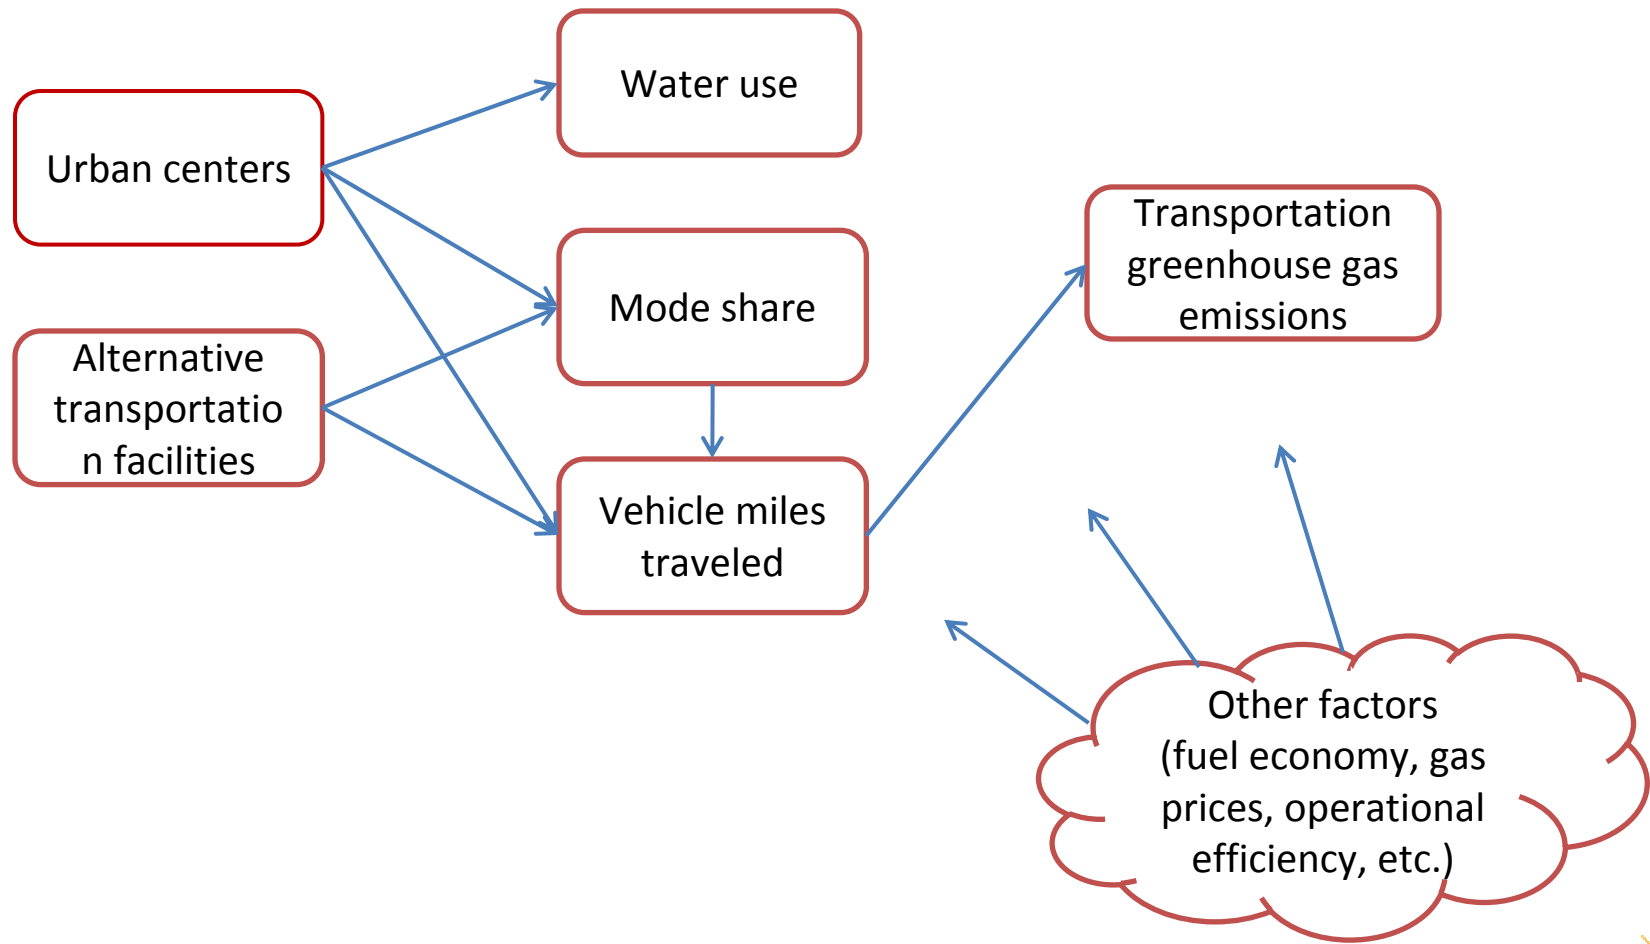 Water use
Urban centers
Mode share
Alternative
transportatio
n facilities
Vehicle miles
traveled
Transportation
greenhouse gas
emissions
Other factors
(fuel economy, gas
prices, operational
efficiency, etc.)